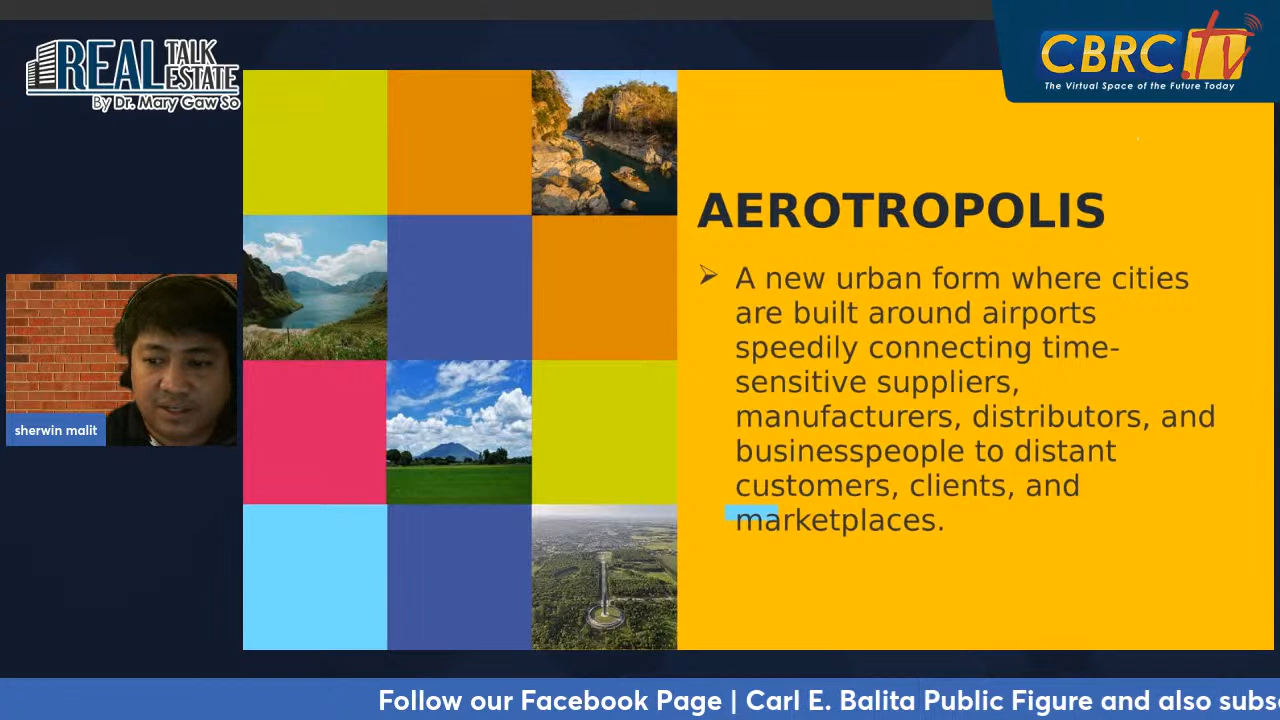 REAL TALK
ESTATE
By Dr. Mary Gaw So
CBRC.tv
The Virtual Space of the Future Today
AEROTROPOLIS
A new urban form where cities
are built around airports
speedily connecting time-
sensitive suppliers,
manufacturers, distributors, and
businesspeople to distant
customers, clients, and
marketplaces.
sherwin malit
Follow our Facebook Page | Carl E. Balita Public Figure and also subs